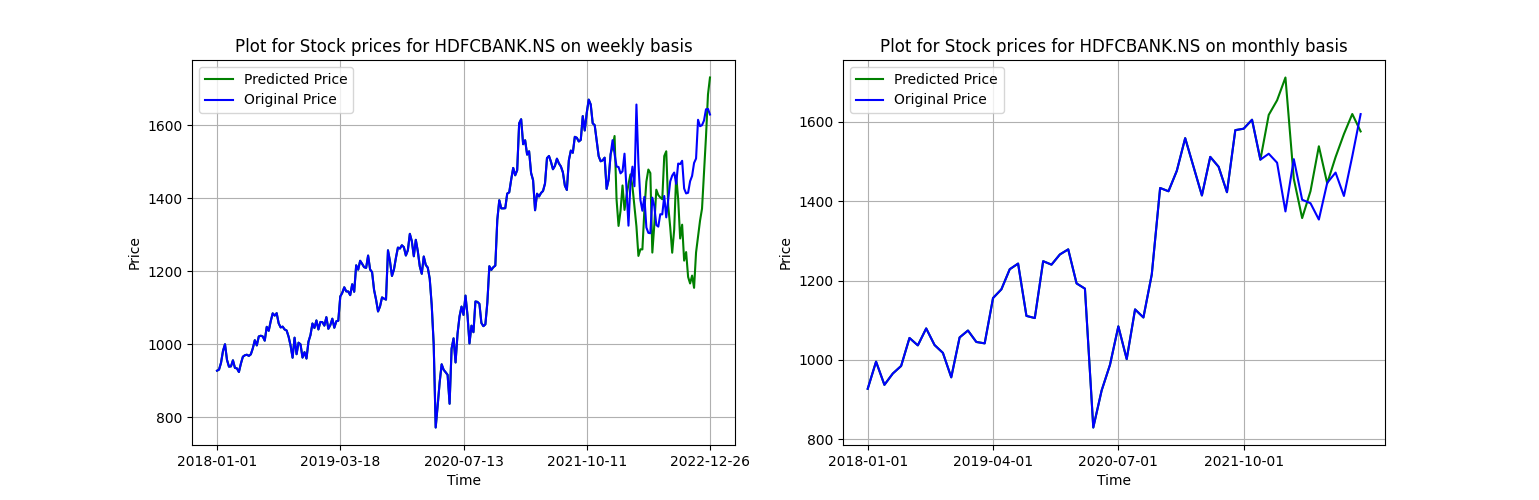 Plot for Stock prices for HDFCBANK.NS on weekly basis
Predicted Price
Original Price
1600
1400
1200
1000
800
Price
2018-01-01
2019-03-18
2020-07-13
2021-10-11
2022-12-26
Time
Plot for Stock prices for HDFCBANK.NS on monthly basis
Predicted Price
Original Price
1600
1400
1200
1000
800
Price
2018-01-01
2019-04-01
2020-07-01
2021-10-01
Time